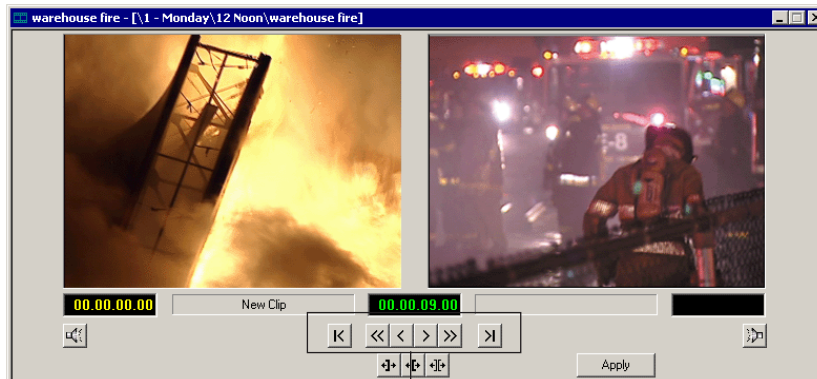 warehouse fire - [\1 - Monday\12 Noon\warehouse fire]
-8
00.00.00.00
New Clip
00.00.09.00
Apply